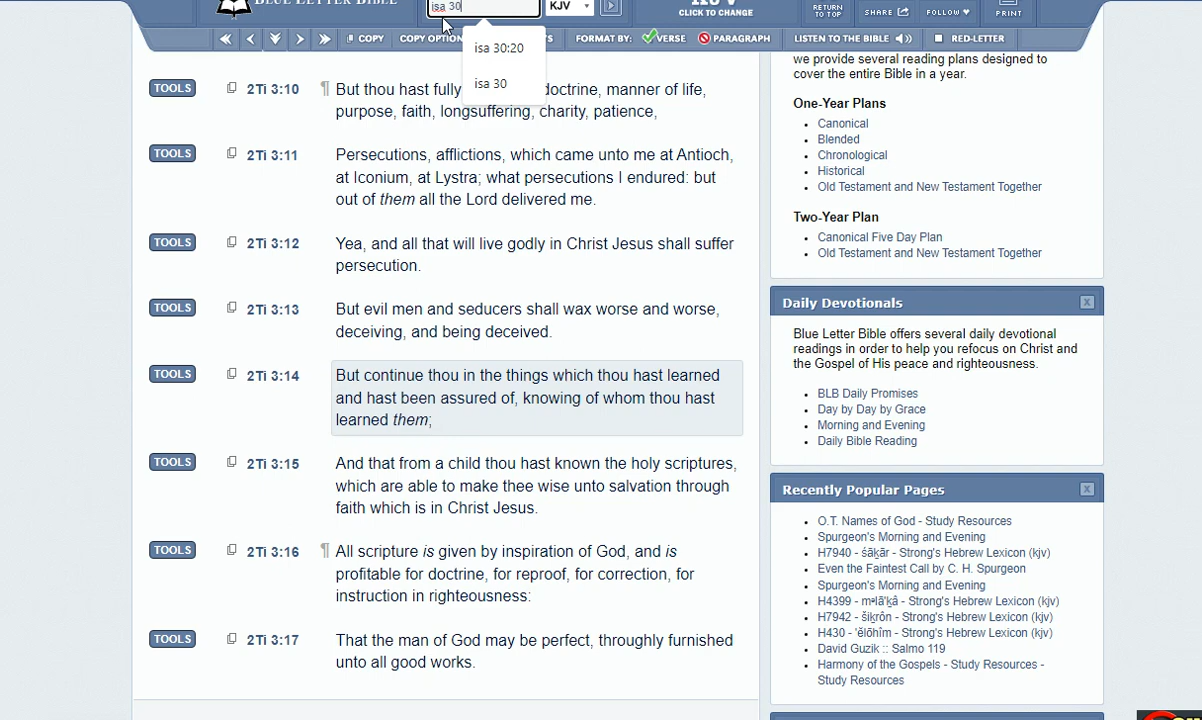 BLUE LETTER BIBLE
isa 30
KJV
CLICK TO CHANGE
RETURN
TO TOP
SHARE
FOLLOW
PRINT
COPY
COPY OPTION
FORMAT BY:
VERSE
PARAGRAPH
LISTEN TO THE BIBLE
RED-LETTER
isa 30:20
isa 30
TOOLS 2Ti 3:10 ¶ But thou hast fully doctrine, manner of life,
purpose, faith, longsuffering, charity, patience,
TOOLS 2Ti 3:11 Persecutions, afflictions, which came unto me at Antioch,
at Iconium, at Lystra; what persecutions I endured: but
out of them all the Lord delivered me.
TOOLS 2Ti 3:12 Yea, and all that will live godly in Christ Jesus shall suffer
persecution.
TOOLS 2Ti 3:13 But evil men and seducers shall wax worse and worse,
deceiving, and being deceived.
TOOLS 2Ti 3:14 But continue thou in the things which thou hast learned
and hast been assured of, knowing of whom thou hast
learned them;
TOOLS 2Ti 3:15 And that from a child thou hast known the holy scriptures,
which are able to make thee wise unto salvation through
faith which is in Christ Jesus.
TOOLS 2Ti 3:16 ¶ All scripture is given by inspiration of God, and is
profitable for doctrine, for reproof, for correction, for
instruction in righteousness:
TOOLS 2Ti 3:17 That the man of God may be perfect, throughly furnished
unto all good works.
we provide several reading plans designed to
cover the entire Bible in a year.
One-Year Plans
Canonical
Blended
Chronological
Historical
Old Testament and New Testament Together
Two-Year Plan
Canonical Five Day Plan
Old Testament and New Testament Together
Daily Devotionals
Blue Letter Bible offers several daily devotional
readings in order to help you refocus on Christ and
the Gospel of His peace and righteousness.
BLB Daily Promises
Day by Day by Grace
Morning and Evening
Daily Bible Reading
Recently Popular Pages
O.T. Names of God - Study Resources
Spurgeon's Morning and Evening
H7940 - śāḵār - Strong's Hebrew Lexicon (kjv)
Even the Faintest Call by C. H. Spurgeon
Spurgeon's Morning and Evening
H4399 - mᵊlā'ḵâ - Strong's Hebrew Lexicon (kjv)
H7942 - šiḵrôn - Strong's Hebrew Lexicon (kjv)
H430 - 'ĕlōhîm - Strong's Hebrew Lexicon (kjv)
David Guzik :: Salmo 119
Harmony of the Gospels - Study Resources -
Study Resources